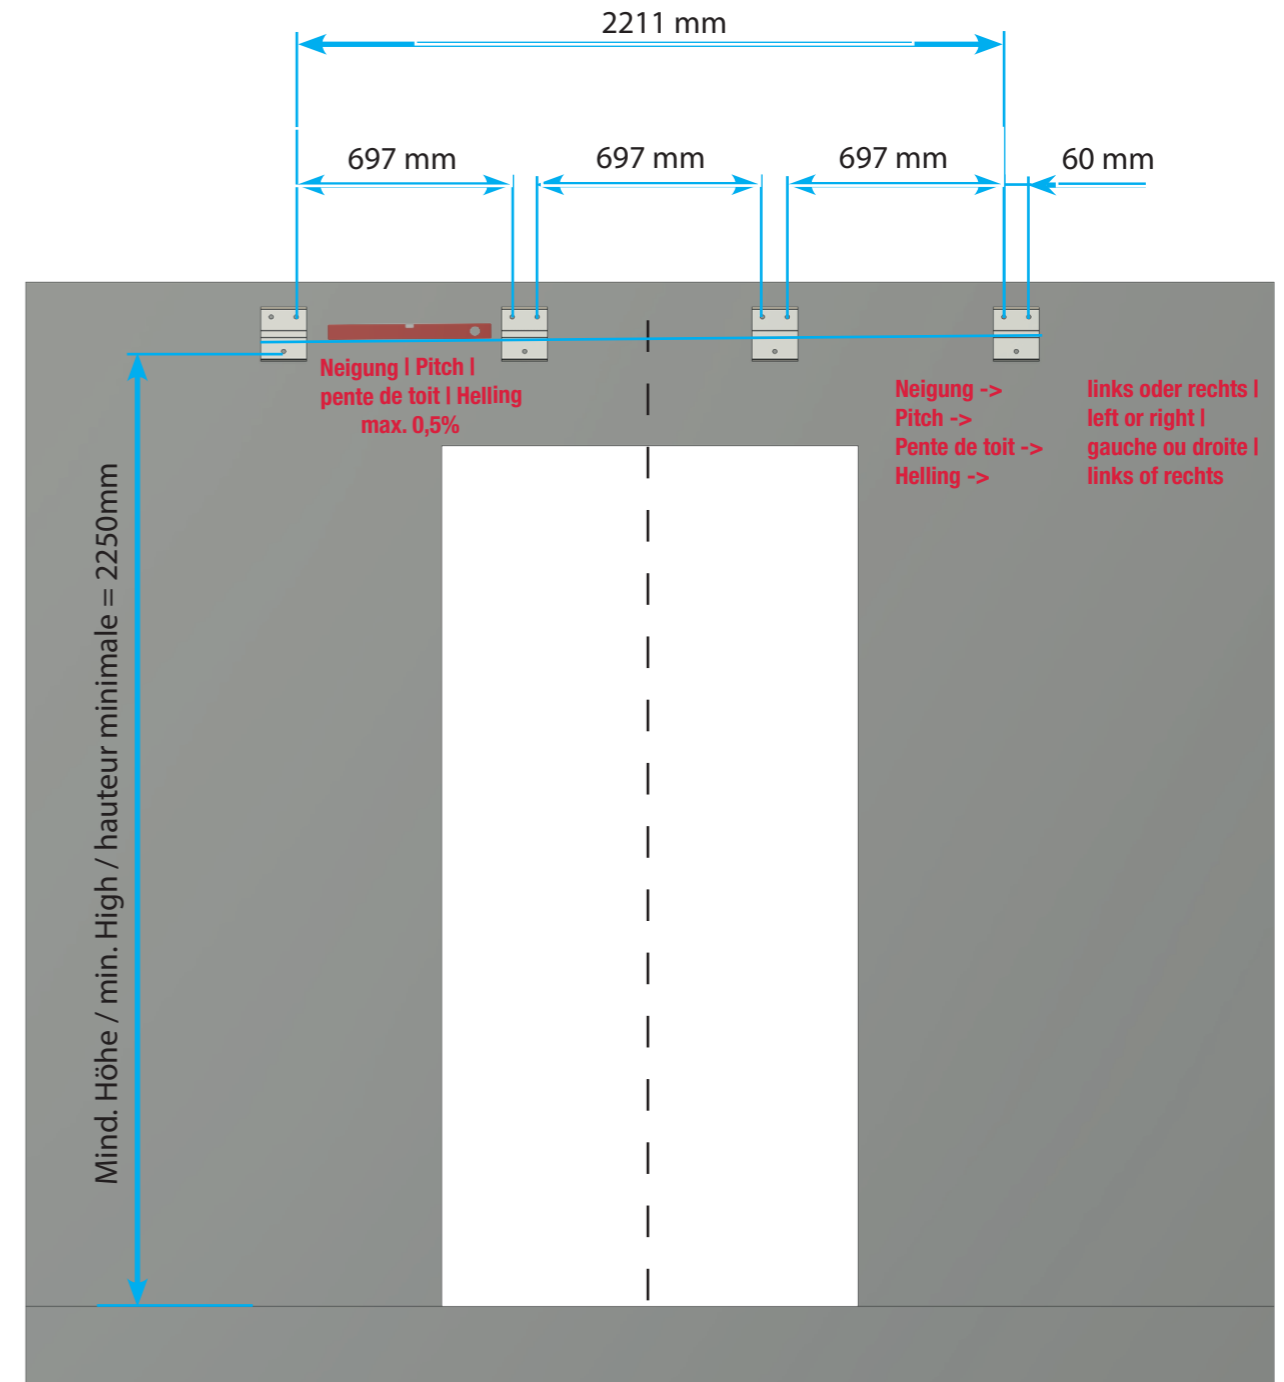 2211 mm
697 mm
697 mm
697 mm
60 mm
Neigung | Pitch |
pente de toit | Helling
max. 0,5%
Neigung -> links oder rechts |
Pitch -> left or right |
Pente de toit -> gauche ou droite |
Helling -> links of rechts
Mind. Höhe / min. High / hauteur minimale = 2250mm